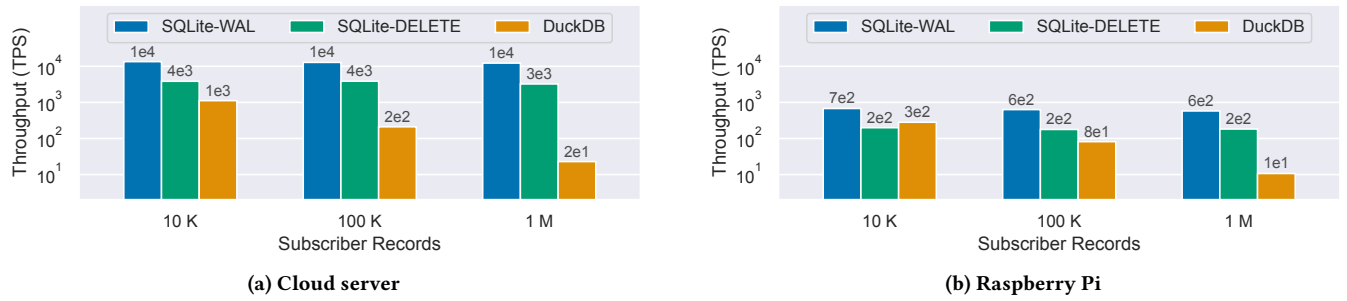 SQLite-WAL SQLite-DELETE DuckDB
Throughput (TPS)
10^4
10^3
10^2
10^1
1e4 4e3 1e3
1e4 4e3 2e2
1e4 3e3 2e1
10 K 100 K 1 M
Subscriber Records
(a) Cloud server
SQLite-WAL SQLite-DELETE DuckDB
Throughput (TPS)
10^4
10^3
10^2
10^1
7e2 2e2 3e2
6e2 2e2 8e1
6e2 2e2 1e1
10 K 100 K 1 M
Subscriber Records
(b) Raspberry Pi